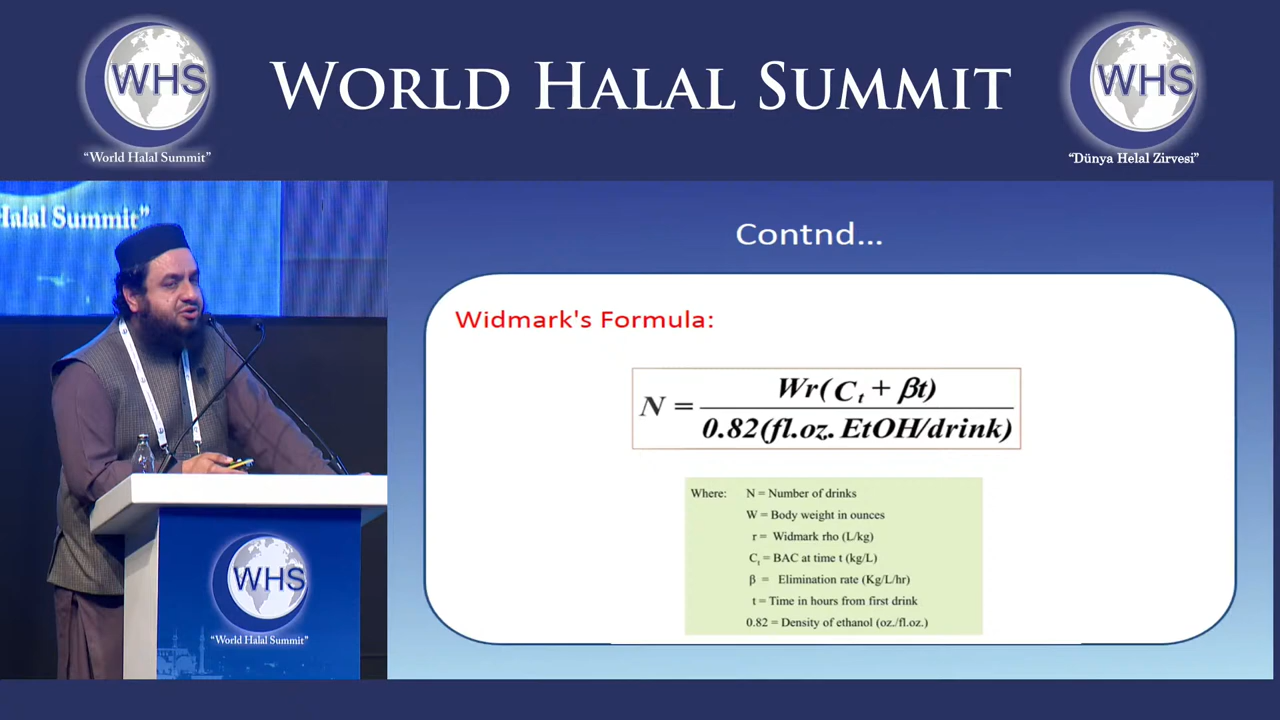 WHS
"World Halal Summit"
WORLD HALAL SUMMIT
WHS
"Dünya Helal Zirvesi"
Halal Summit"
Contnd...
Widmark's Formula:
N = Wr( Cₜ + βt) / 0.82(fl.oz. EtOH/drink)
Where: N = Number of drinks
W = Body weight in ounces
r = Widmark rho (L/kg)
Cₜ = BAC at time t (kg/L)
β = Elimination rate (Kg/L/hr)
t = Time in hours from first drink
0.82 = Density of ethanol (oz./fl.oz.)
WHS
"World Halal Summit"